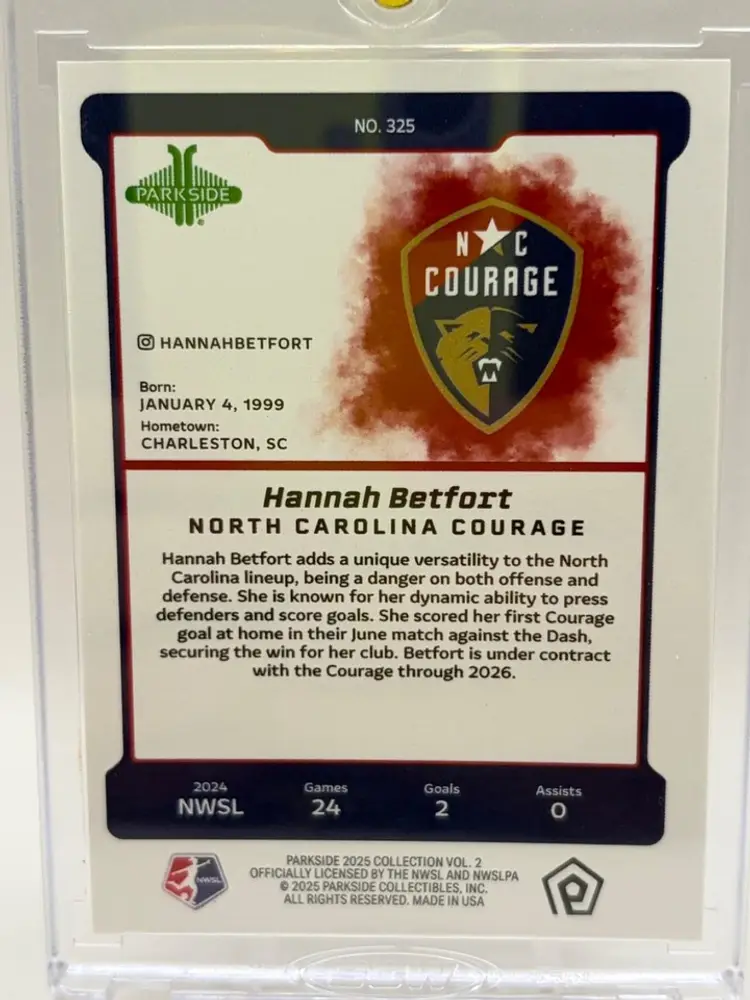 NO. 325
PARKSIDE
N C
COURAGE
HANNAHBETFORT
Born:
JANUARY 4, 1999
Hometown:
CHARLESTON, SC
Hannah Betfort
NORTH CAROLINA COURAGE
Hannah Betfort adds a unique versatility to the North
Carolina lineup, being a danger on both offense and
defense. She is known for her dynamic ability to press
defenders and score goals. She scored her first Courage
goal at home in their June match against the Dash,
securing the win for her club. Betfort is under contract
with the Courage through 2026.
2024 Games Goals Assists
NWSL 24 2 0
NWSL
PARKSIDE 2025 COLLECTION VOL. 2
OFFICIALLY LICENSED BY THE NWSL AND NWSLPA
© 2025 PARKSIDE COLLECTIBLES, INC.
ALL RIGHTS RESERVED. MADE IN USA